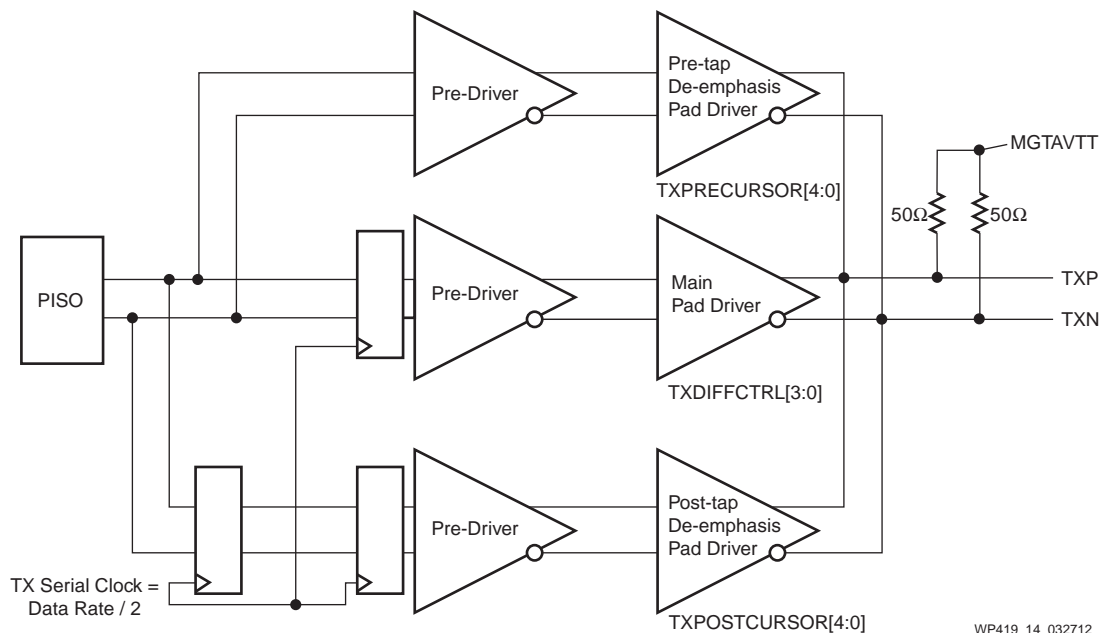 Pre-Driver
Pre-tap
De-emphasis
Pad Driver
TXPRECURSOR[4:0]
MGTAVTT
50Ω
50Ω
PISO
Pre-Driver
Main
Pad Driver
TXP
TXN
TXDIFFCTRL[3:0]
Pre-Driver
Post-tap
De-emphasis
Pad Driver
TX Serial Clock =
Data Rate / 2
TXPOSTCURSOR[4:0]
WP419_14_032712